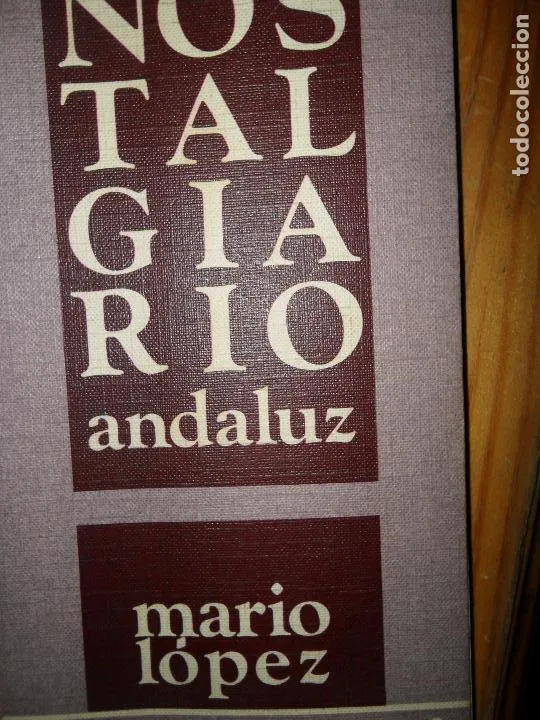 NOS
TAL
GIA
RIO
andaluz
mario
lópez
todocoleccion